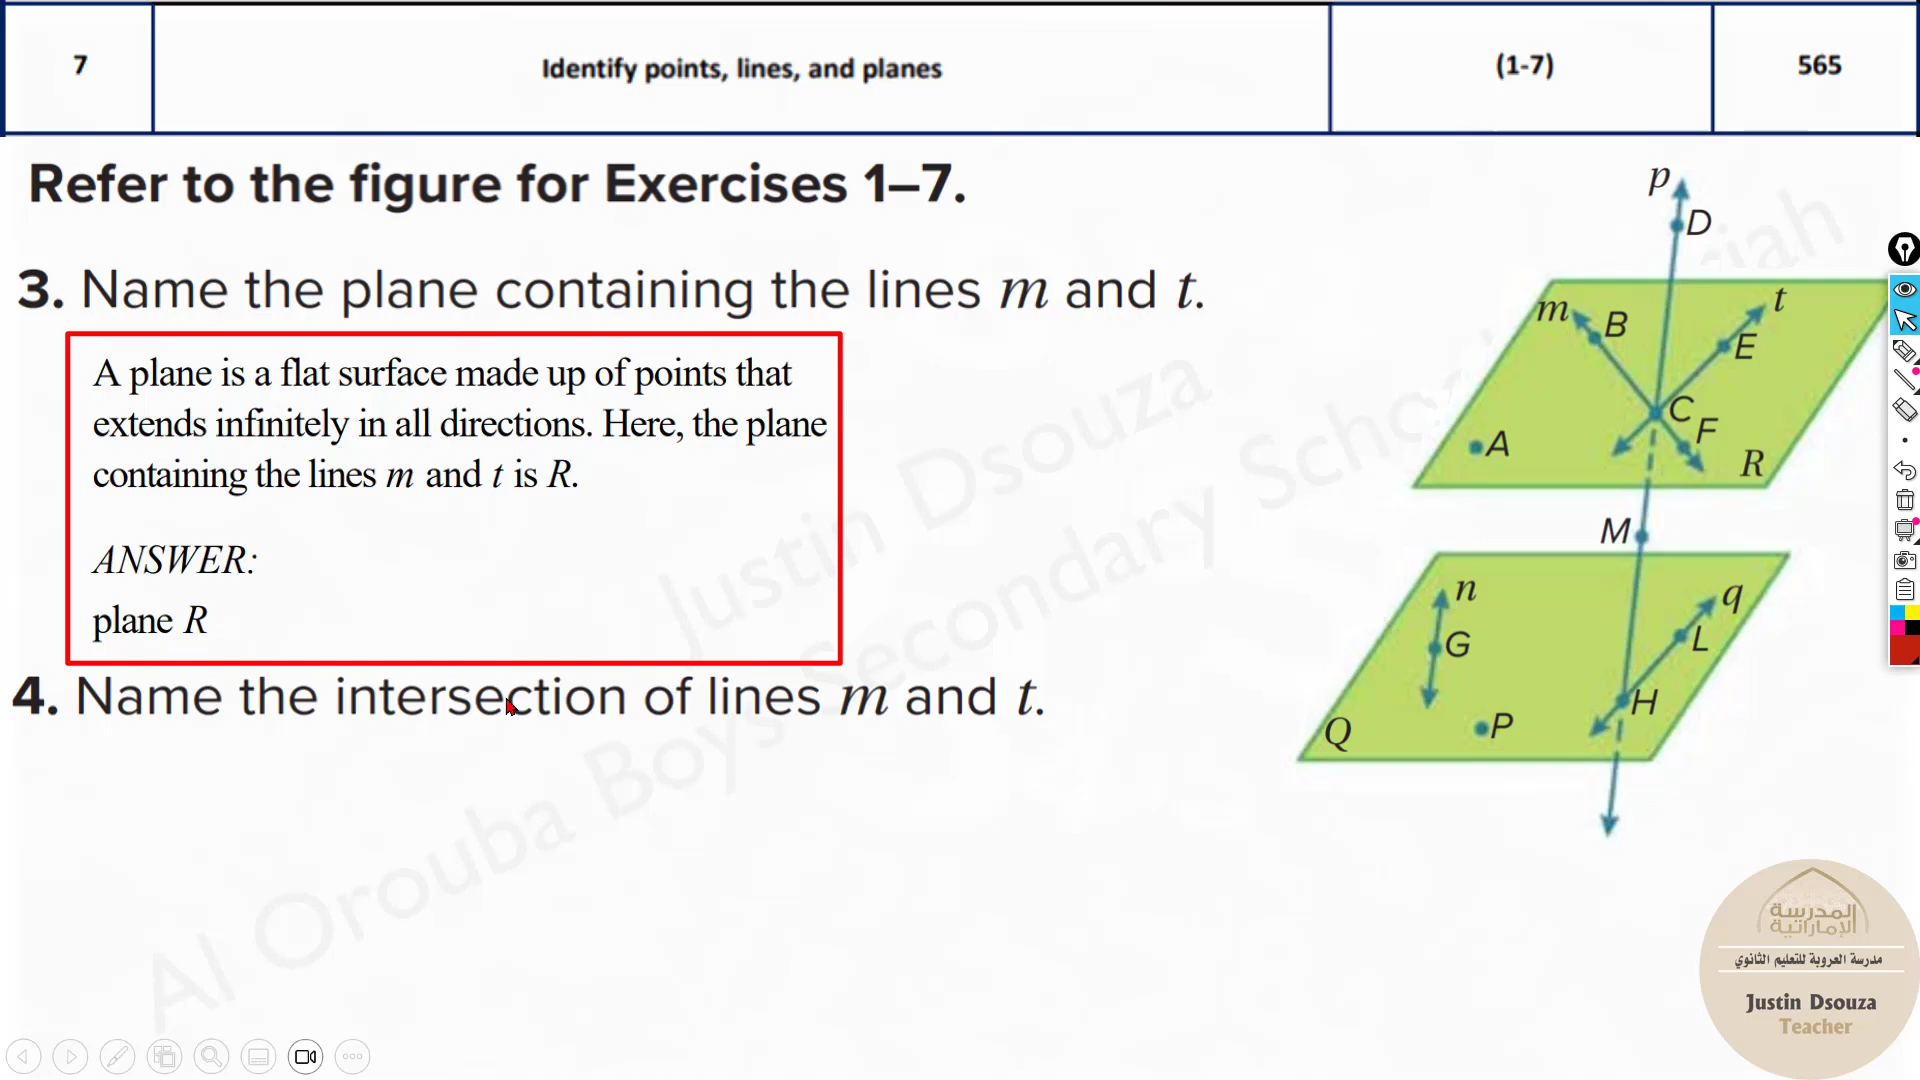 7
Identify points, lines, and planes
(1-7)
565
Refer to the figure for Exercises 1–7.
3. Name the plane containing the lines m and t.
A plane is a flat surface made up of points that
extends infinitely in all directions. Here, the plane
containing the lines m and t is R.
ANSWER:
plane R
4. Name the intersection of lines m and t.
p
D
m
B
t
E
C
F
A
R
M
n
q
G
L
H
P
Q
Justin Dsouza
Al Orouba Boys Secondary Scho
iah
المدرسة
الإماراتية
مدرسة العروبة للتعليم الثانوي
Justin Dsouza
Teacher